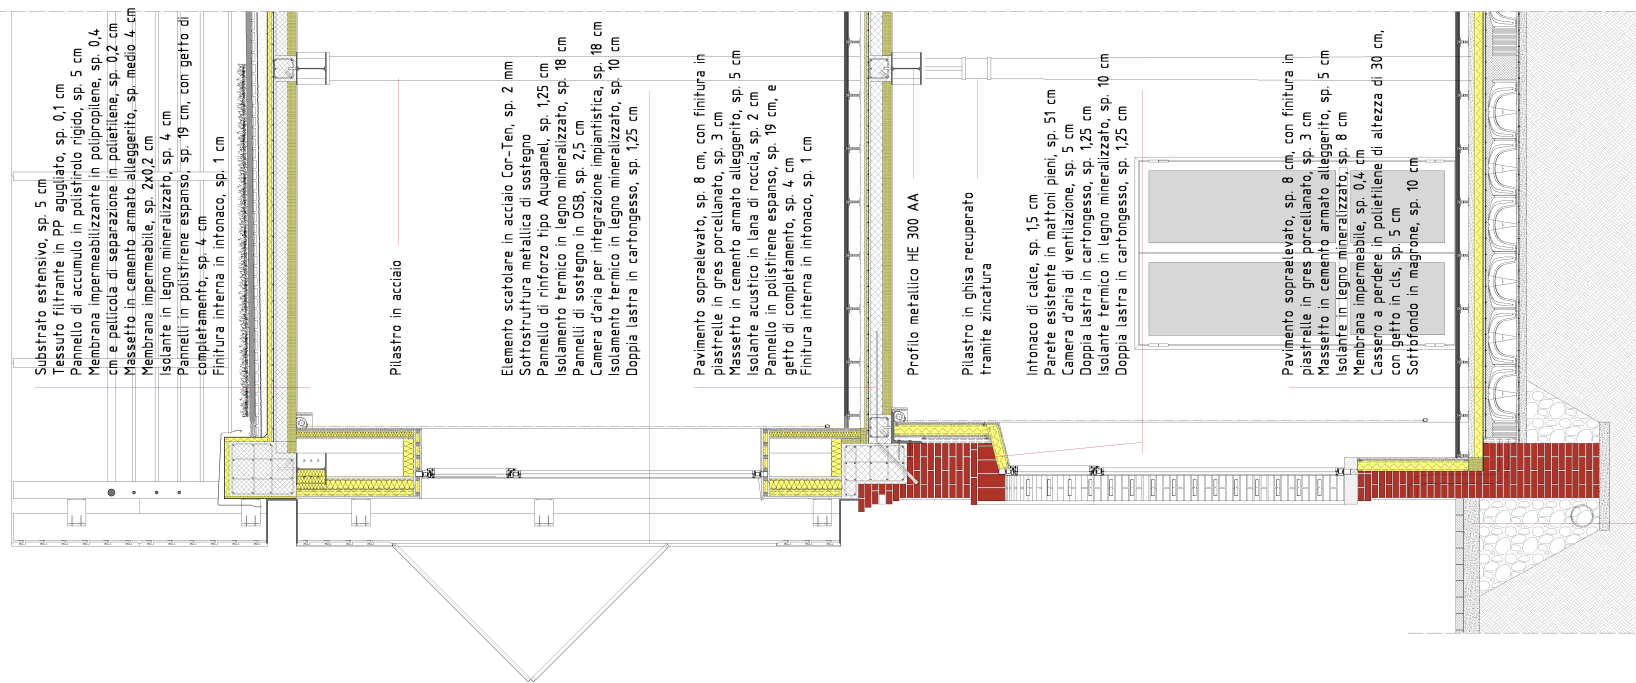 Substrato estensivo, sp. 5 cm
Tessuto filtrante in PP agugliato, sp. 0,1 cm
Pannello di accumulo in polistirolo rigido, sp. 5 cm
Membrana impermeabilizzante in polipropilene, sp. 0,4
cm e pellicola di separazione in polietilene, sp. 0,2 cm
Massetto in cemento armato alleggerito, sp. medio 4 cm
Membrana impermeabile, sp. 2x0,2 cm
Isolante in legno mineralizzato, sp. 4 cm
Pannelli in polistirene espanso, sp. 19 cm, con getto di
completamento, sp. 4 cm
Finitura interna in intonaco, sp. 1 cm
Pilastro in acciaio
Elemento scatolare in acciaio Cor-Ten, sp. 2 mm
Sottostruttura metallica di sostegno
Pannello di rinforzo tipo Aquapanel, sp. 1,25 cm
Isolamento termico in legno mineralizzato, sp. 18 cm
Pannelli di sostegno in OSB, sp. 2,5 cm
Camera d'aria per integrazione impiantistica, sp. 18 cm
Isolamento termico in legno mineralizzato, sp. 10 cm
Doppia lastra in cartongesso, sp. 1,25 cm
Pavimento sopraelevato, sp. 8 cm, con finitura in
piastrelle in gres porcellanato, sp. 3 cm
Massetto in cemento armato alleggerito, sp. 5 cm
Isolante acustico in lana di roccia, sp. 2 cm
Pannello in polistirene espanso, sp. 19 cm, e
getto di completamento, sp. 4 cm
Finitura interna in intonaco, sp. 1 cm
Profilo metallico HE 300 AA
Pilastro in ghisa recuperato
tramite zincatura
Intonaco di calce, sp. 1,5 cm
Parete esistente in mattoni pieni, sp. 51 cm
Camera d'aria di ventilazione, sp. 5 cm
Doppia lastra in cartongesso, sp. 1,25 cm
Isolante termico in legno mineralizzato, sp. 10 cm
Doppia lastra in cartongesso, sp. 1,25 cm
Pavimento sopraelevato, sp. 8 cm, con finitura in
piastrelle in gres porcellanato, sp. 3 cm
Massetto in cemento armato alleggerito, sp. 5 cm
Isolante in legno mineralizzato, sp. 8 cm
Membrana impermeabile, sp. 0,4 cm
Cassero a perdere in polietilene di altrezza di 30 cm,
con getto in cls, sp. 5 cm
Sottofondo in magrone, sp. 10 cm